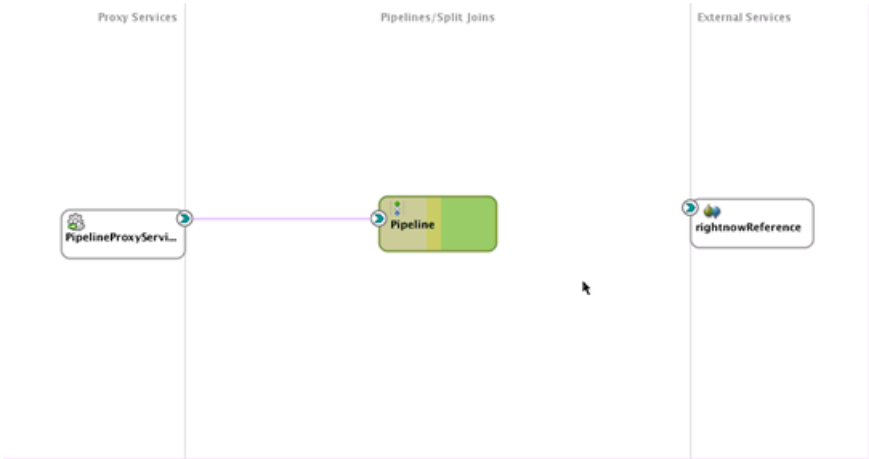 Proxy Services
Pipelines/Split Joins
External Services
PipelineProxyServi...
Pipeline
rightnowReference